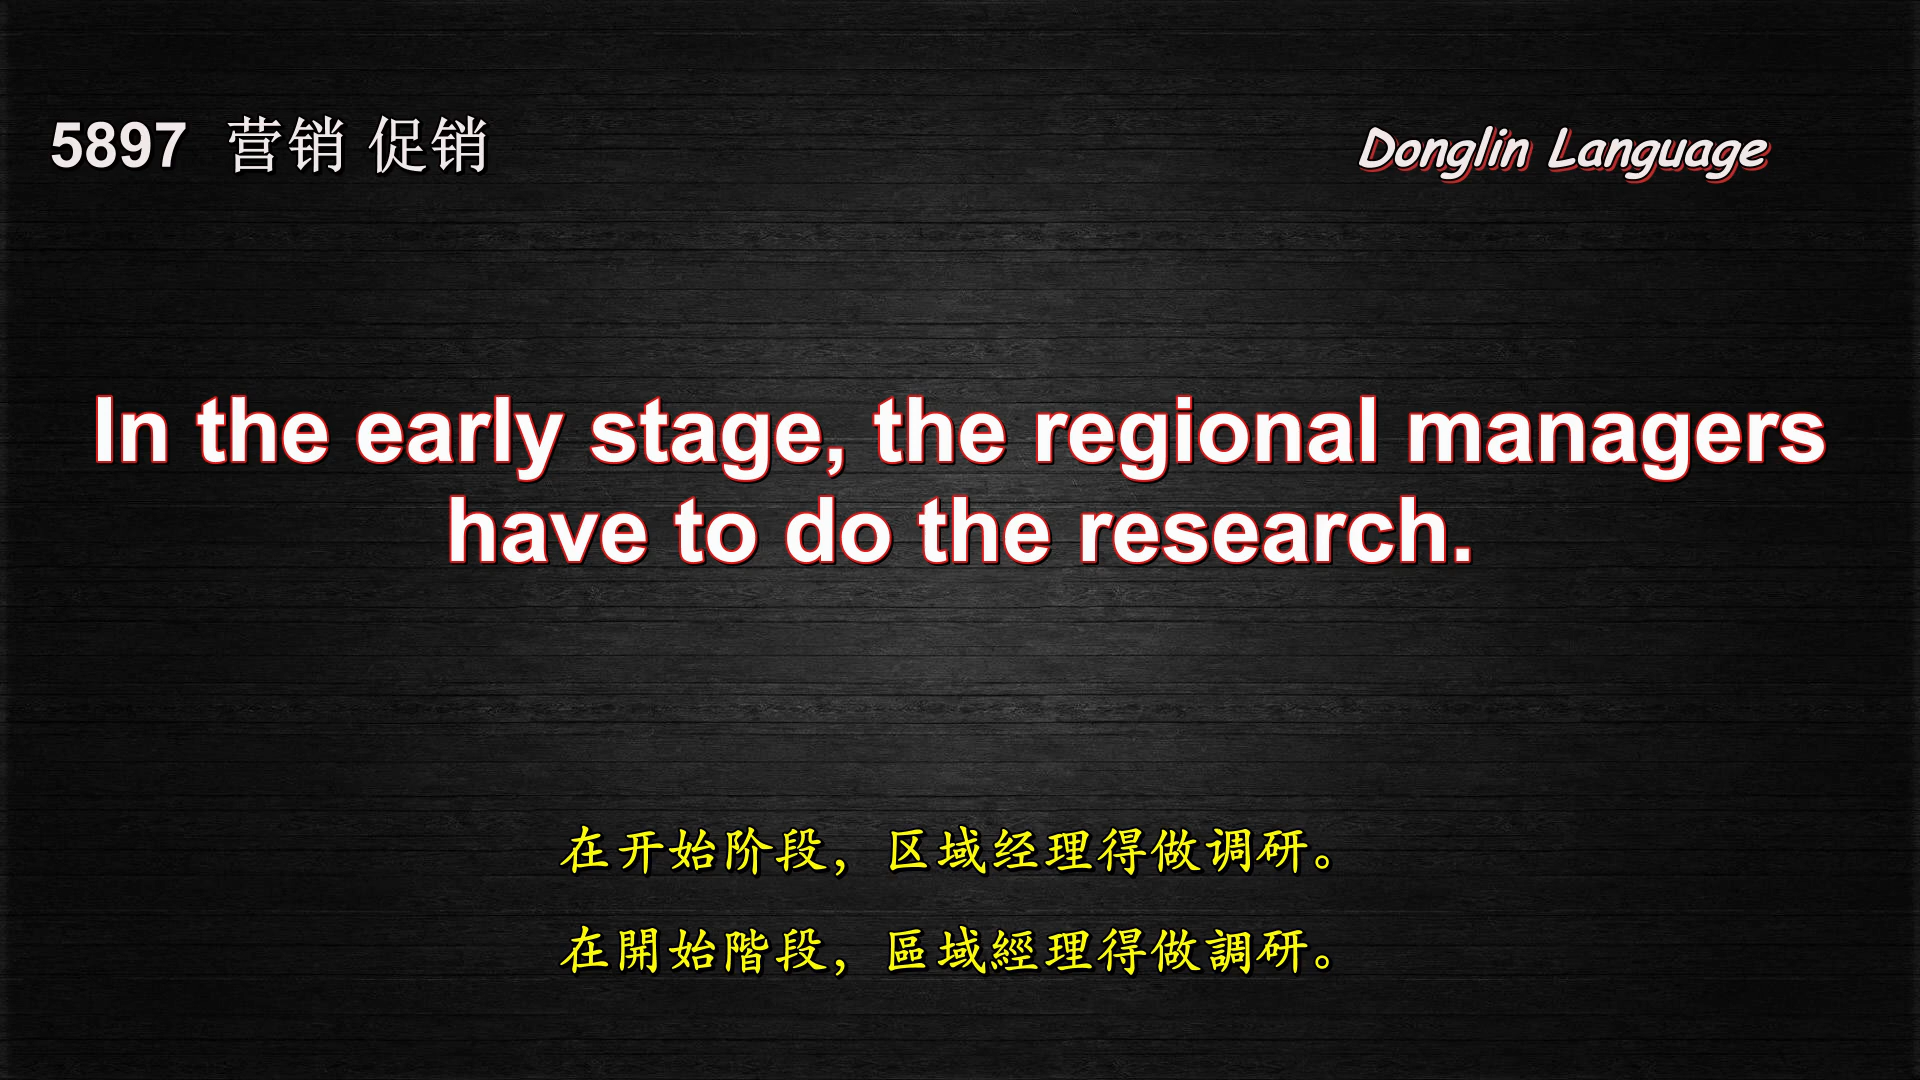 5897 营销 促销
Donglin Language
In the early stage, the regional managers
have to do the research.
在开始阶段，区域经理得做调研。
在開始階段，區域經理得做調研。